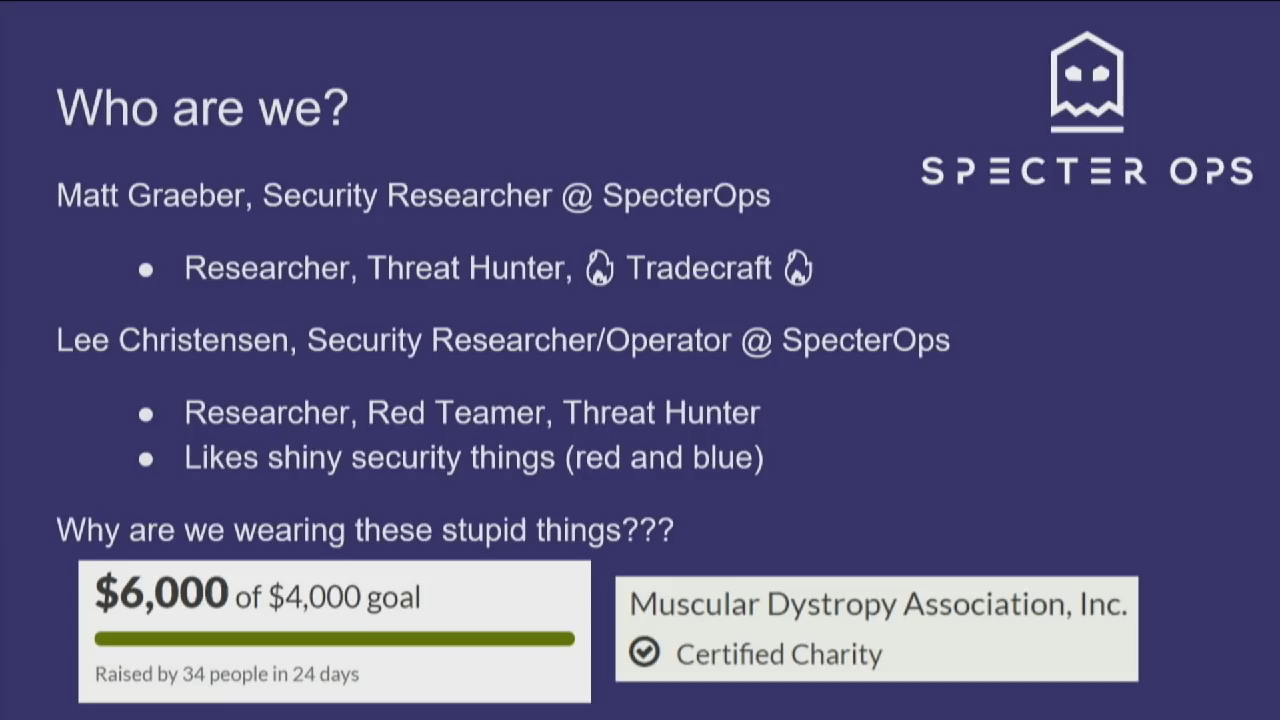 Who are we?
SPECTER OPS
Matt Graeber, Security Researcher @ SpecterOps
● Researcher, Threat Hunter, 🔥 Tradecraft 🔥
Lee Christensen, Security Researcher/Operator @ SpecterOps
● Researcher, Red Teamer, Threat Hunter
● Likes shiny security things (red and blue)
Why are we wearing these stupid things???
$6,000 of $4,000 goal
Raised by 34 people in 24 days
Muscular Dystropy Association, Inc.
Certified Charity